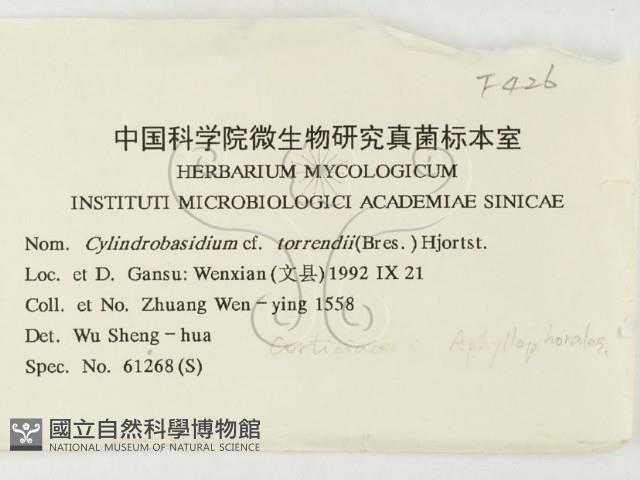 F426
中国科学院微生物研究真菌标本室
HERBARIUM MYCOLOGICUM
INSTITUTI MICROBIOLOGICI ACADEMIAE SINICAE
Nom. Cylindrobasidium cf. torrendii(Bres.) Hjortst.
Loc. et D. Gansu: Wenxian(文县)1992 IX 21
Coll. et No. Zhuang Wen-ying 1558
Det. Wu Sheng-hua
Corticiaceae Aphyllophorales.
Spec. No. 61268(S)
國立自然科學博物館
NATIONAL MUSEUM OF NATURAL SCIENCE